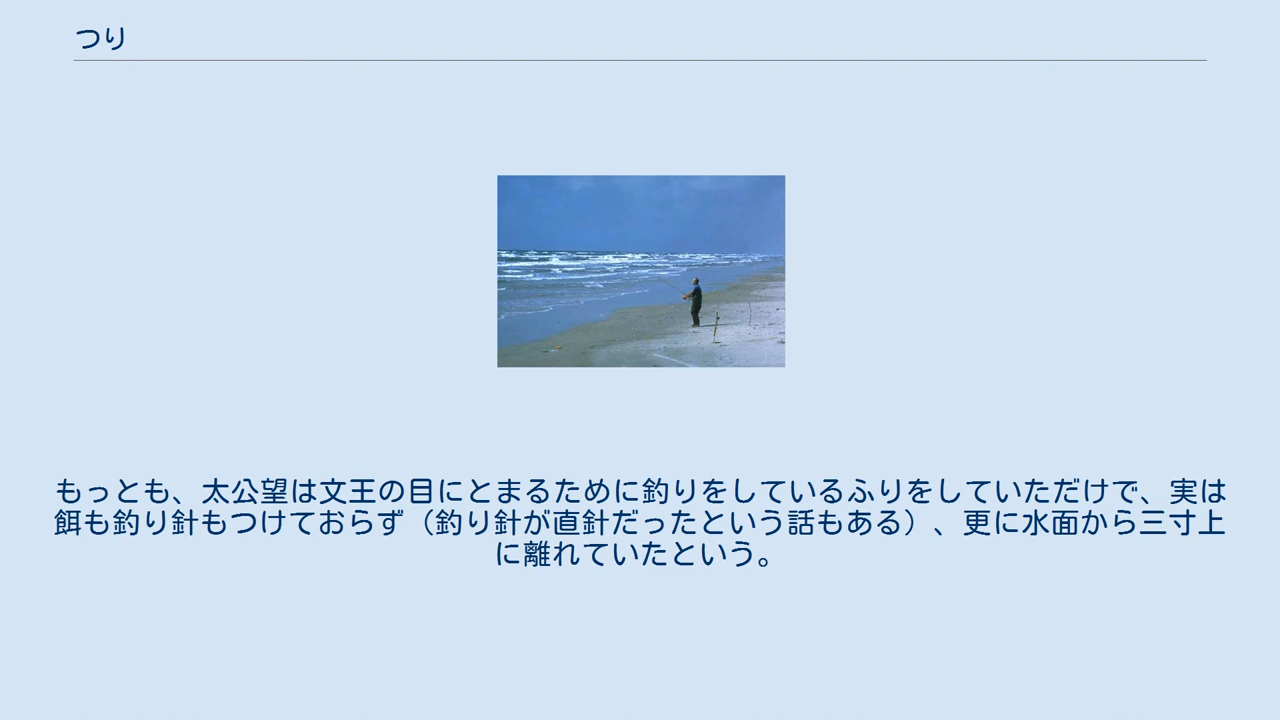 つり
もっとも、太公望は文王の目にとまるために釣りをしているふりをしていただけで、実は
餌も釣り針もつけておらず（釣り針が直針だったという話もある）、更に水面から三寸上
に離れていたという。